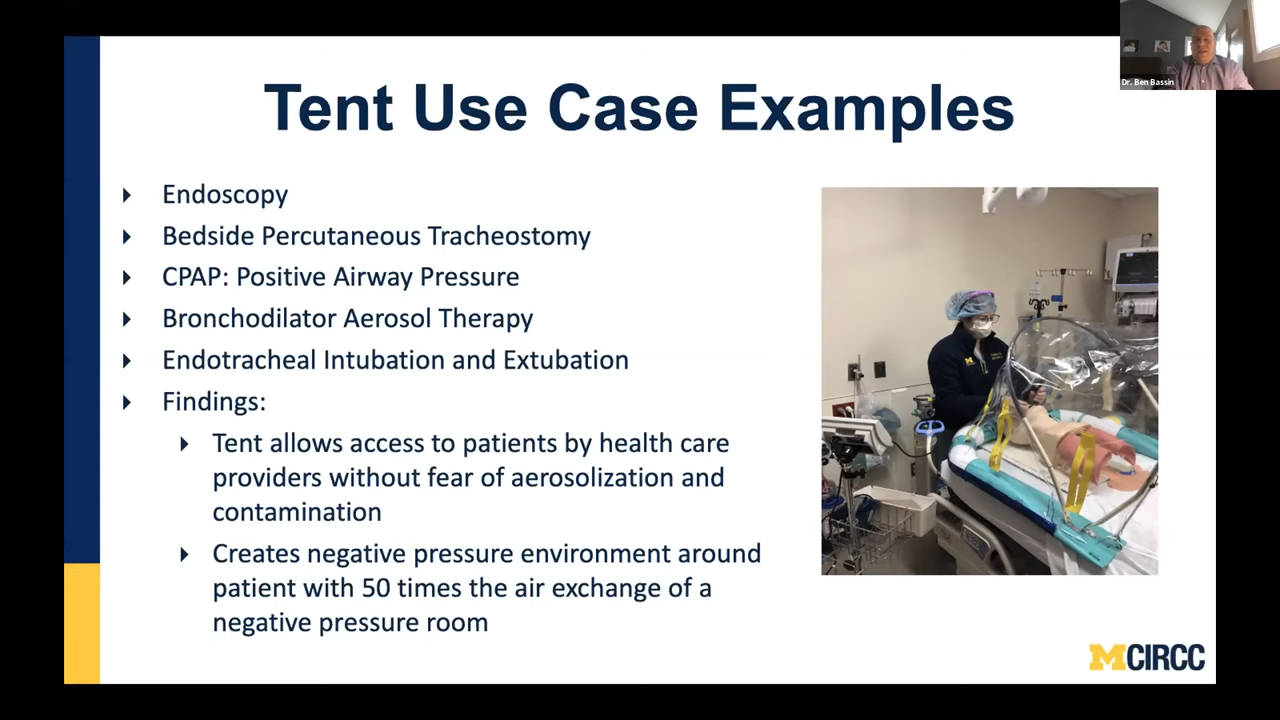 Dr. Ben Bassin
Tent Use Case Examples
Endoscopy
Bedside Percutaneous Tracheostomy
CPAP: Positive Airway Pressure
Bronchodilator Aerosol Therapy
Endotracheal Intubation and Extubation
Findings:
Tent allows access to patients by health care
providers without fear of aerosolization and
contamination
Creates negative pressure environment around
patient with 50 times the air exchange of a
negative pressure room
MCIRCC